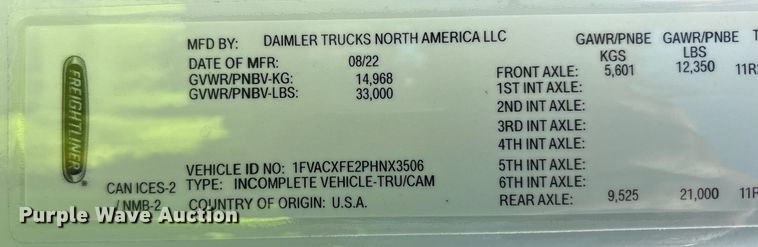 MFD BY: DAIMLER TRUCKS NORTH AMERICA LLC
DATE OF MFR: 08/22
GVWR/PNBV-KG: 14,968
GVWR/PNBV-LBS: 33,000
FREIGHTLINER
VEHICLE ID NO: 1FVACXFE2PHNX3506
CAN ICES-2 TYPE: INCOMPLETE VEHICLE-TRU/CAM
/ NMB-2 COUNTRY OF ORIGIN: U.S.A.
GAWR/PNBE GAWR/PNBE
KGS LBS
FRONT AXLE: 5,601 12,350 11R
1ST INT AXLE:
2ND INT AXLE:
3RD INT AXLE:
4TH INT AXLE:
5TH INT AXLE:
6TH INT AXLE:
REAR AXLE: 9,525 21,000 11R
Purple Wave Auction